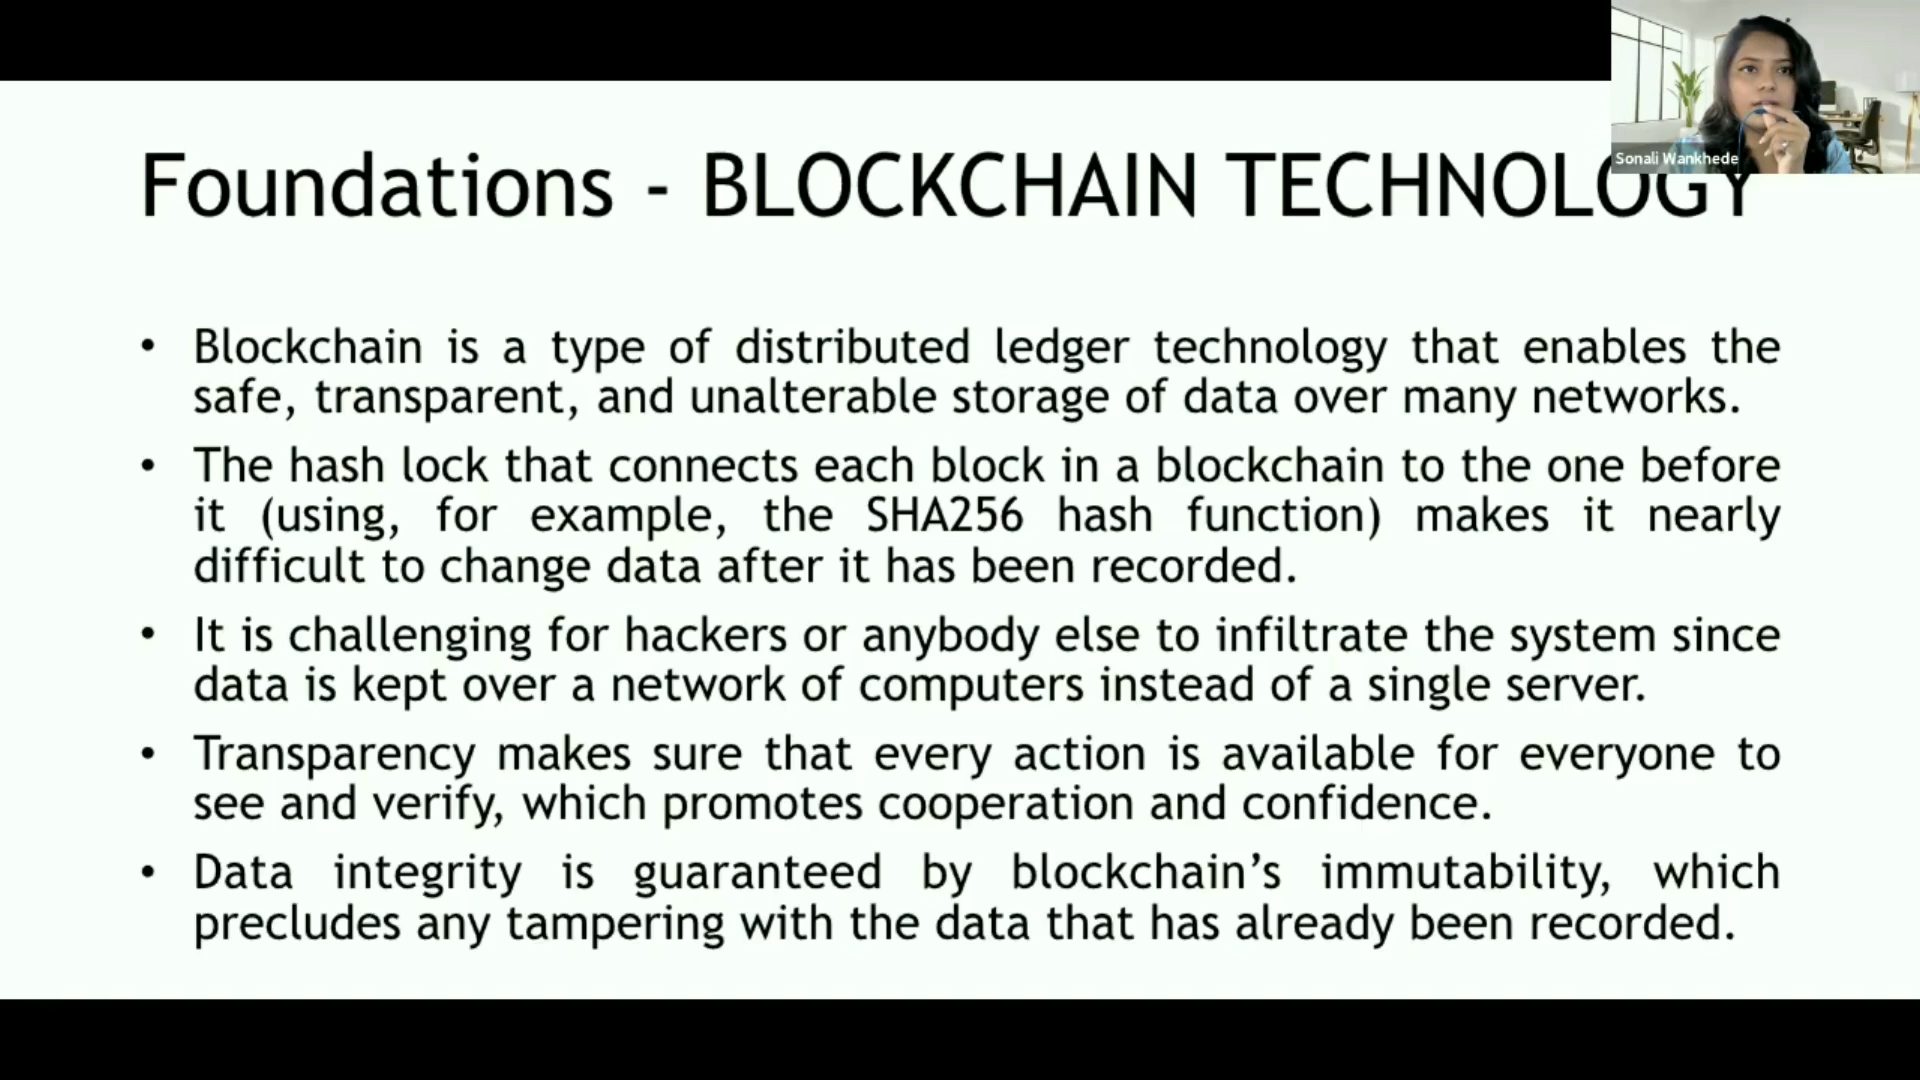 Sonali Wankhede
Foundations - BLOCKCHAIN TECHNOLOGY
• Blockchain is a type of distributed ledger technology that enables the
safe, transparent, and unalterable storage of data over many networks.
• The hash lock that connects each block in a blockchain to the one before
it (using, for example, the SHA256 hash function) makes it nearly
difficult to change data after it has been recorded.
• It is challenging for hackers or anybody else to infiltrate the system since
data is kept over a network of computers instead of a single server.
• Transparency makes sure that every action is available for everyone to
see and verify, which promotes cooperation and confidence.
• Data integrity is guaranteed by blockchain’s immutability, which
precludes any tampering with the data that has already been recorded.